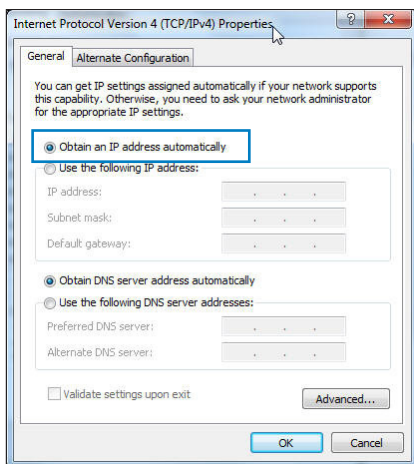 Internet Protocol Version 4 (TCP/IPv4) Properties
General
Alternate Configuration
You can get IP settings assigned automatically if your network supports
this capability. Otherwise, you need to ask your network administrator
for the appropriate IP settings.
Obtain an IP address automatically
Use the following IP address:
IP address:
Subnet mask:
Default gateway:
Obtain DNS server address automatically
Use the following DNS server addresses:
Preferred DNS server:
Alternate DNS server:
Validate settings upon exit
Advanced...
OK
Cancel